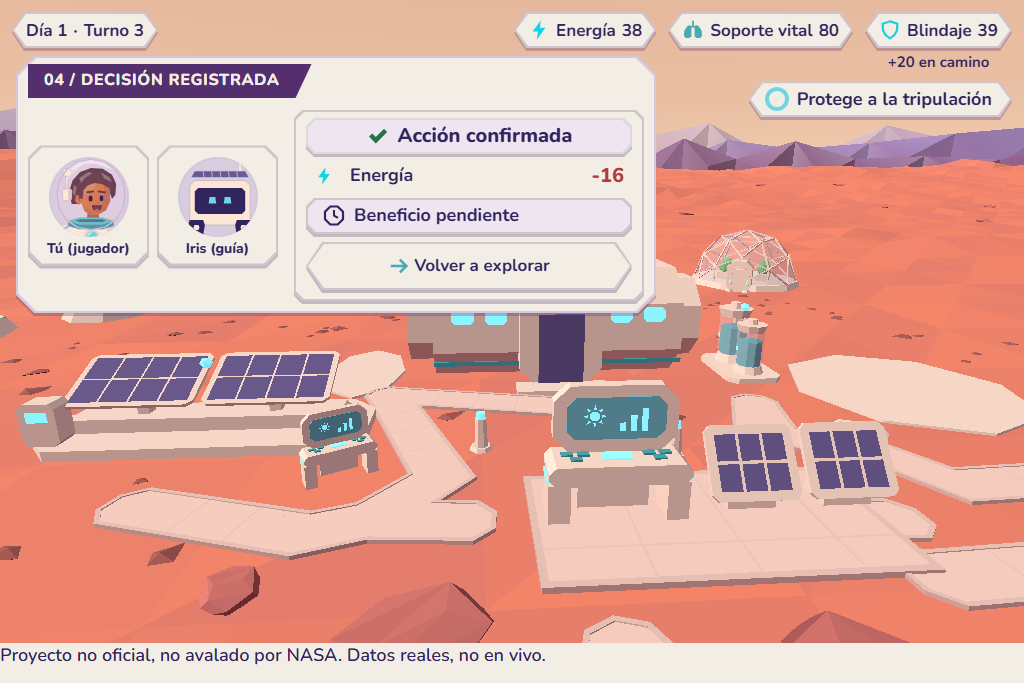 Día 1 · Turno 3
Energía 38
Soporte vital 80
Blindaje 39
+20 en camino
Protege a la tripulación
04 / DECISIÓN REGISTRADA
Tú (jugador)
Iris (guía)
Acción confirmada
Energía -16
Beneficio pendiente
Volver a explorar
Proyecto no oficial, no avalado por NASA. Datos reales, no en vivo.